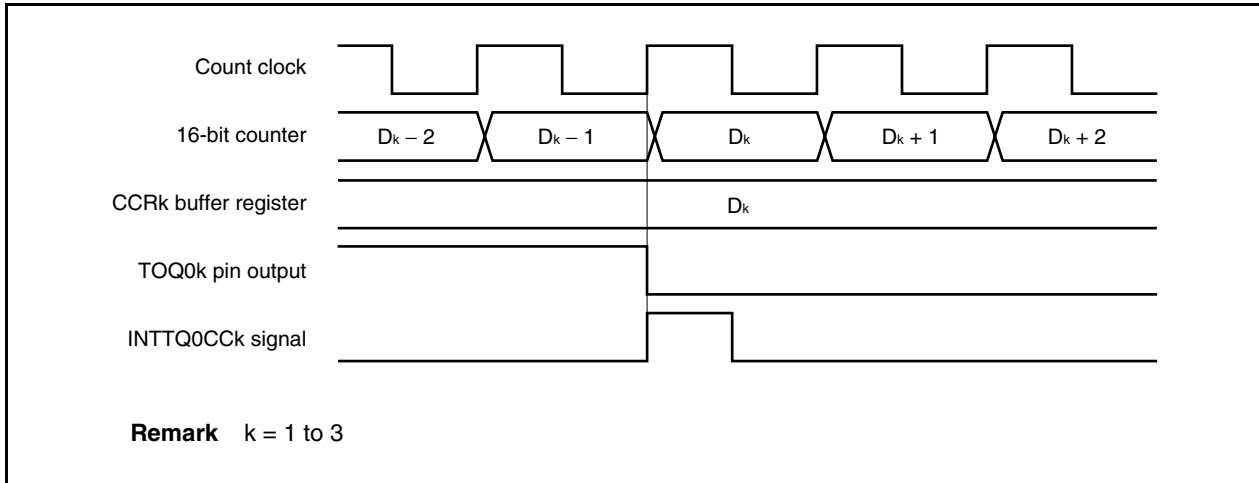 Count clock
16-bit counter
Dk − 2 Dk − 1 Dk Dk + 1 Dk + 2
CCRk buffer register
Dk
TOQ0k pin output
INTTQ0CCk signal
Remark k = 1 to 3